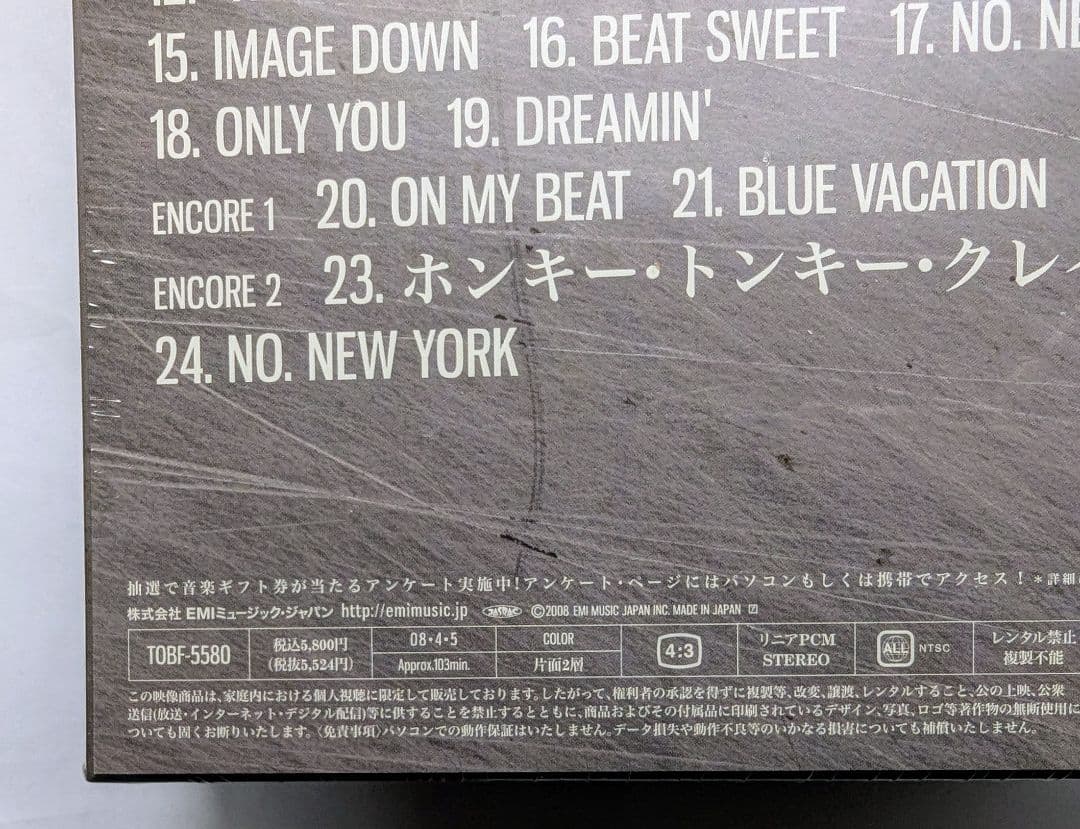 15. IMAGE DOWN 16. BEAT SWEET 17. NO. NE
18. ONLY YOU 19. DREAMIN'
ENCORE 1 20. ON MY BEAT 21. BLUE VACATION
ENCORE 2 23. ホンキー・トンキー・クレイ
24. NO. NEW YORK
抽選で音楽ギフト券が当たるアンケート実施中!アンケート・ページにはパソコンもしくは携帯でアクセス! *詳細
株式会社 EMIミュージック・ジャパン http://emimusic.jp JASRAC ©2008 EMI MUSIC JAPAN INC. MADE IN JAPAN
TOBF-5580 税込5,800円 (税抜5,524円) 08・4・5 Approx.103min. COLOR 片面2層 4:3 リニアPCM STEREO ALL NTSC レンタル禁止 複製不能
この映像商品は、家庭内における個人視聴に限定して販売しております。したがって、権利者の承認を得ずに複製等、改変、譲渡、レンタルすること、公の上映、公衆
送信(放送・インターネット・デジタル配信)等に供することを禁止するとともに、商品およびその付属品に印刷されているデザイン、写真、ロゴ等著作物の無断使用に
ついても固くお断りいたします。〈免責事項〉パソコンでの動作保証はいたしません。データ損失や動作不良等のいかなる損害についても補償いたしません。